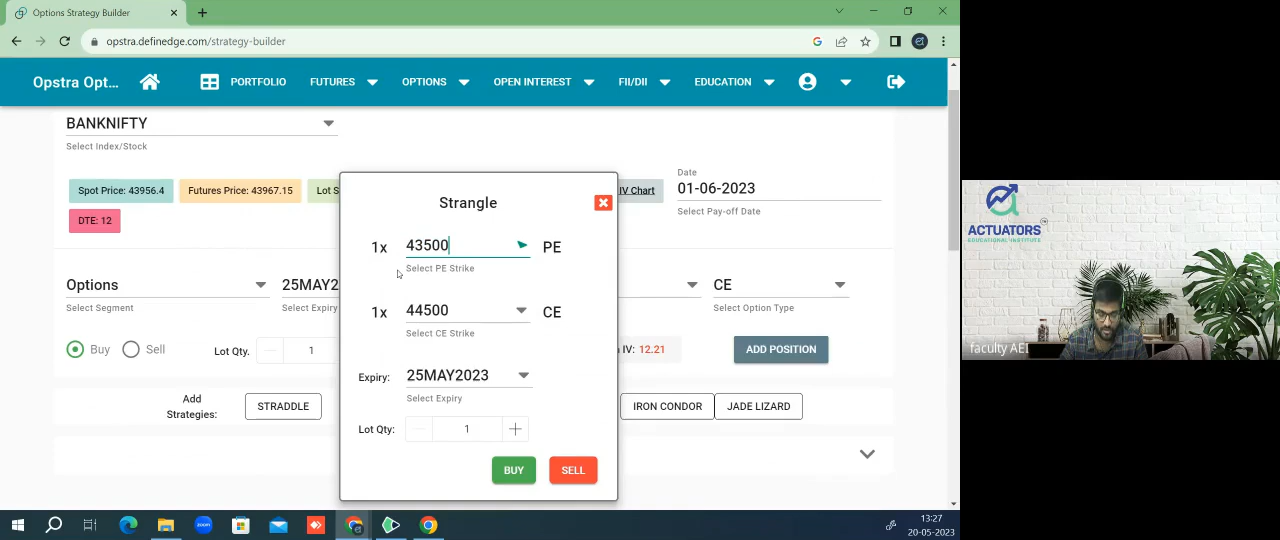 Options Strategy Builder
opstra.definedge.com/strategy-builder
Opstra Opt...
PORTFOLIO
FUTURES
OPTIONS
OPEN INTEREST
FII/DII
EDUCATION
BANKNIFTY
Select Index/Stock
Spot Price: 43956.4
Futures Price: 43967.15
Lot S
IV Chart
Date
01-06-2023
Select Pay-off Date
DTE: 12
Strangle
1x
43500
PE
Select PE Strike
1x
44500
CE
Select CE Strike
Expiry:
25MAY2023
Select Expiry
Lot Qty:
1
BUY
SELL
Options
Select Segment
25MAY2
Select Expiry
CE
Select Option Type
Buy
Sell
Lot Qty.
1
IV: 12.21
ADD POSITION
Add
Strategies:
STRADDLE
IRON CONDOR
JADE LIZARD
ACTUATORS
EDUCATIONAL INSTITUTE
faculty AEI
zoom
13:27
20-05-2023